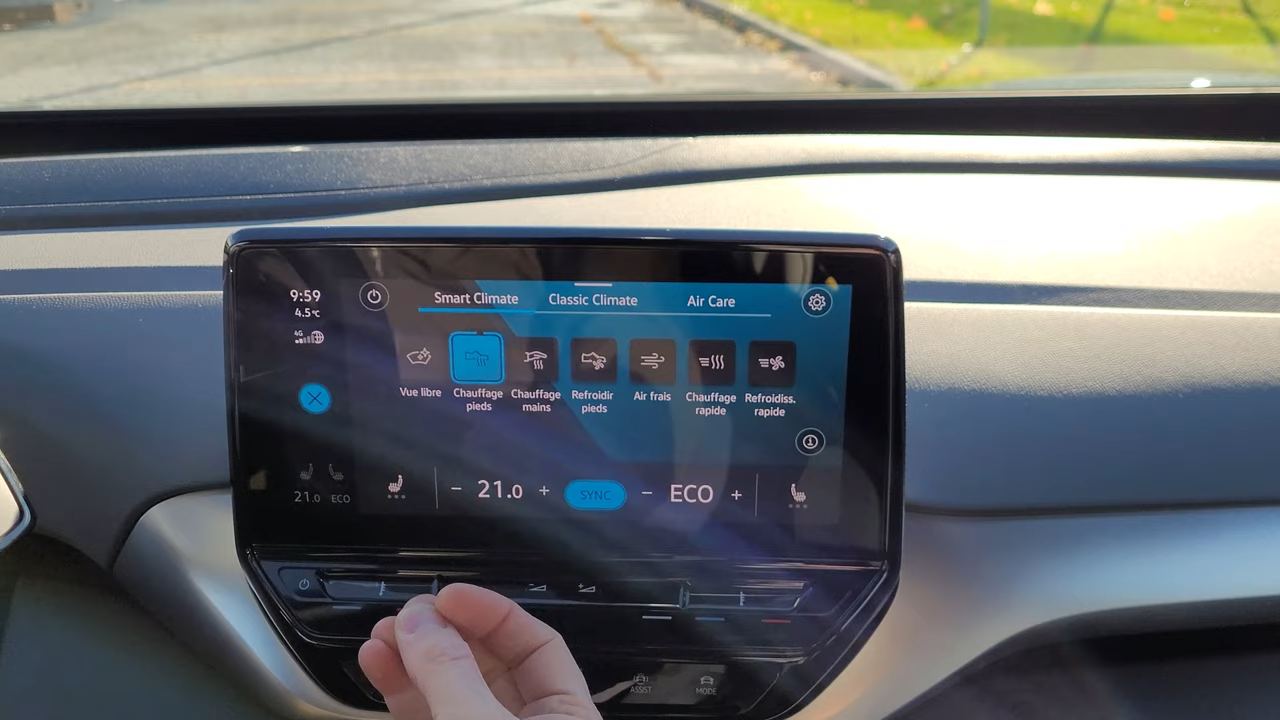 9:59
4.5°C
4G
Smart Climate
Classic Climate
Air Care
Vue libre
Chauffage
pieds
Chauffage
mains
Refroidir
pieds
Air frais
Chauffage
rapide
Refroidiss.
rapide
21.0 ECO
− 21.0 +
SYNC
− ECO +
ASSIST
MODE